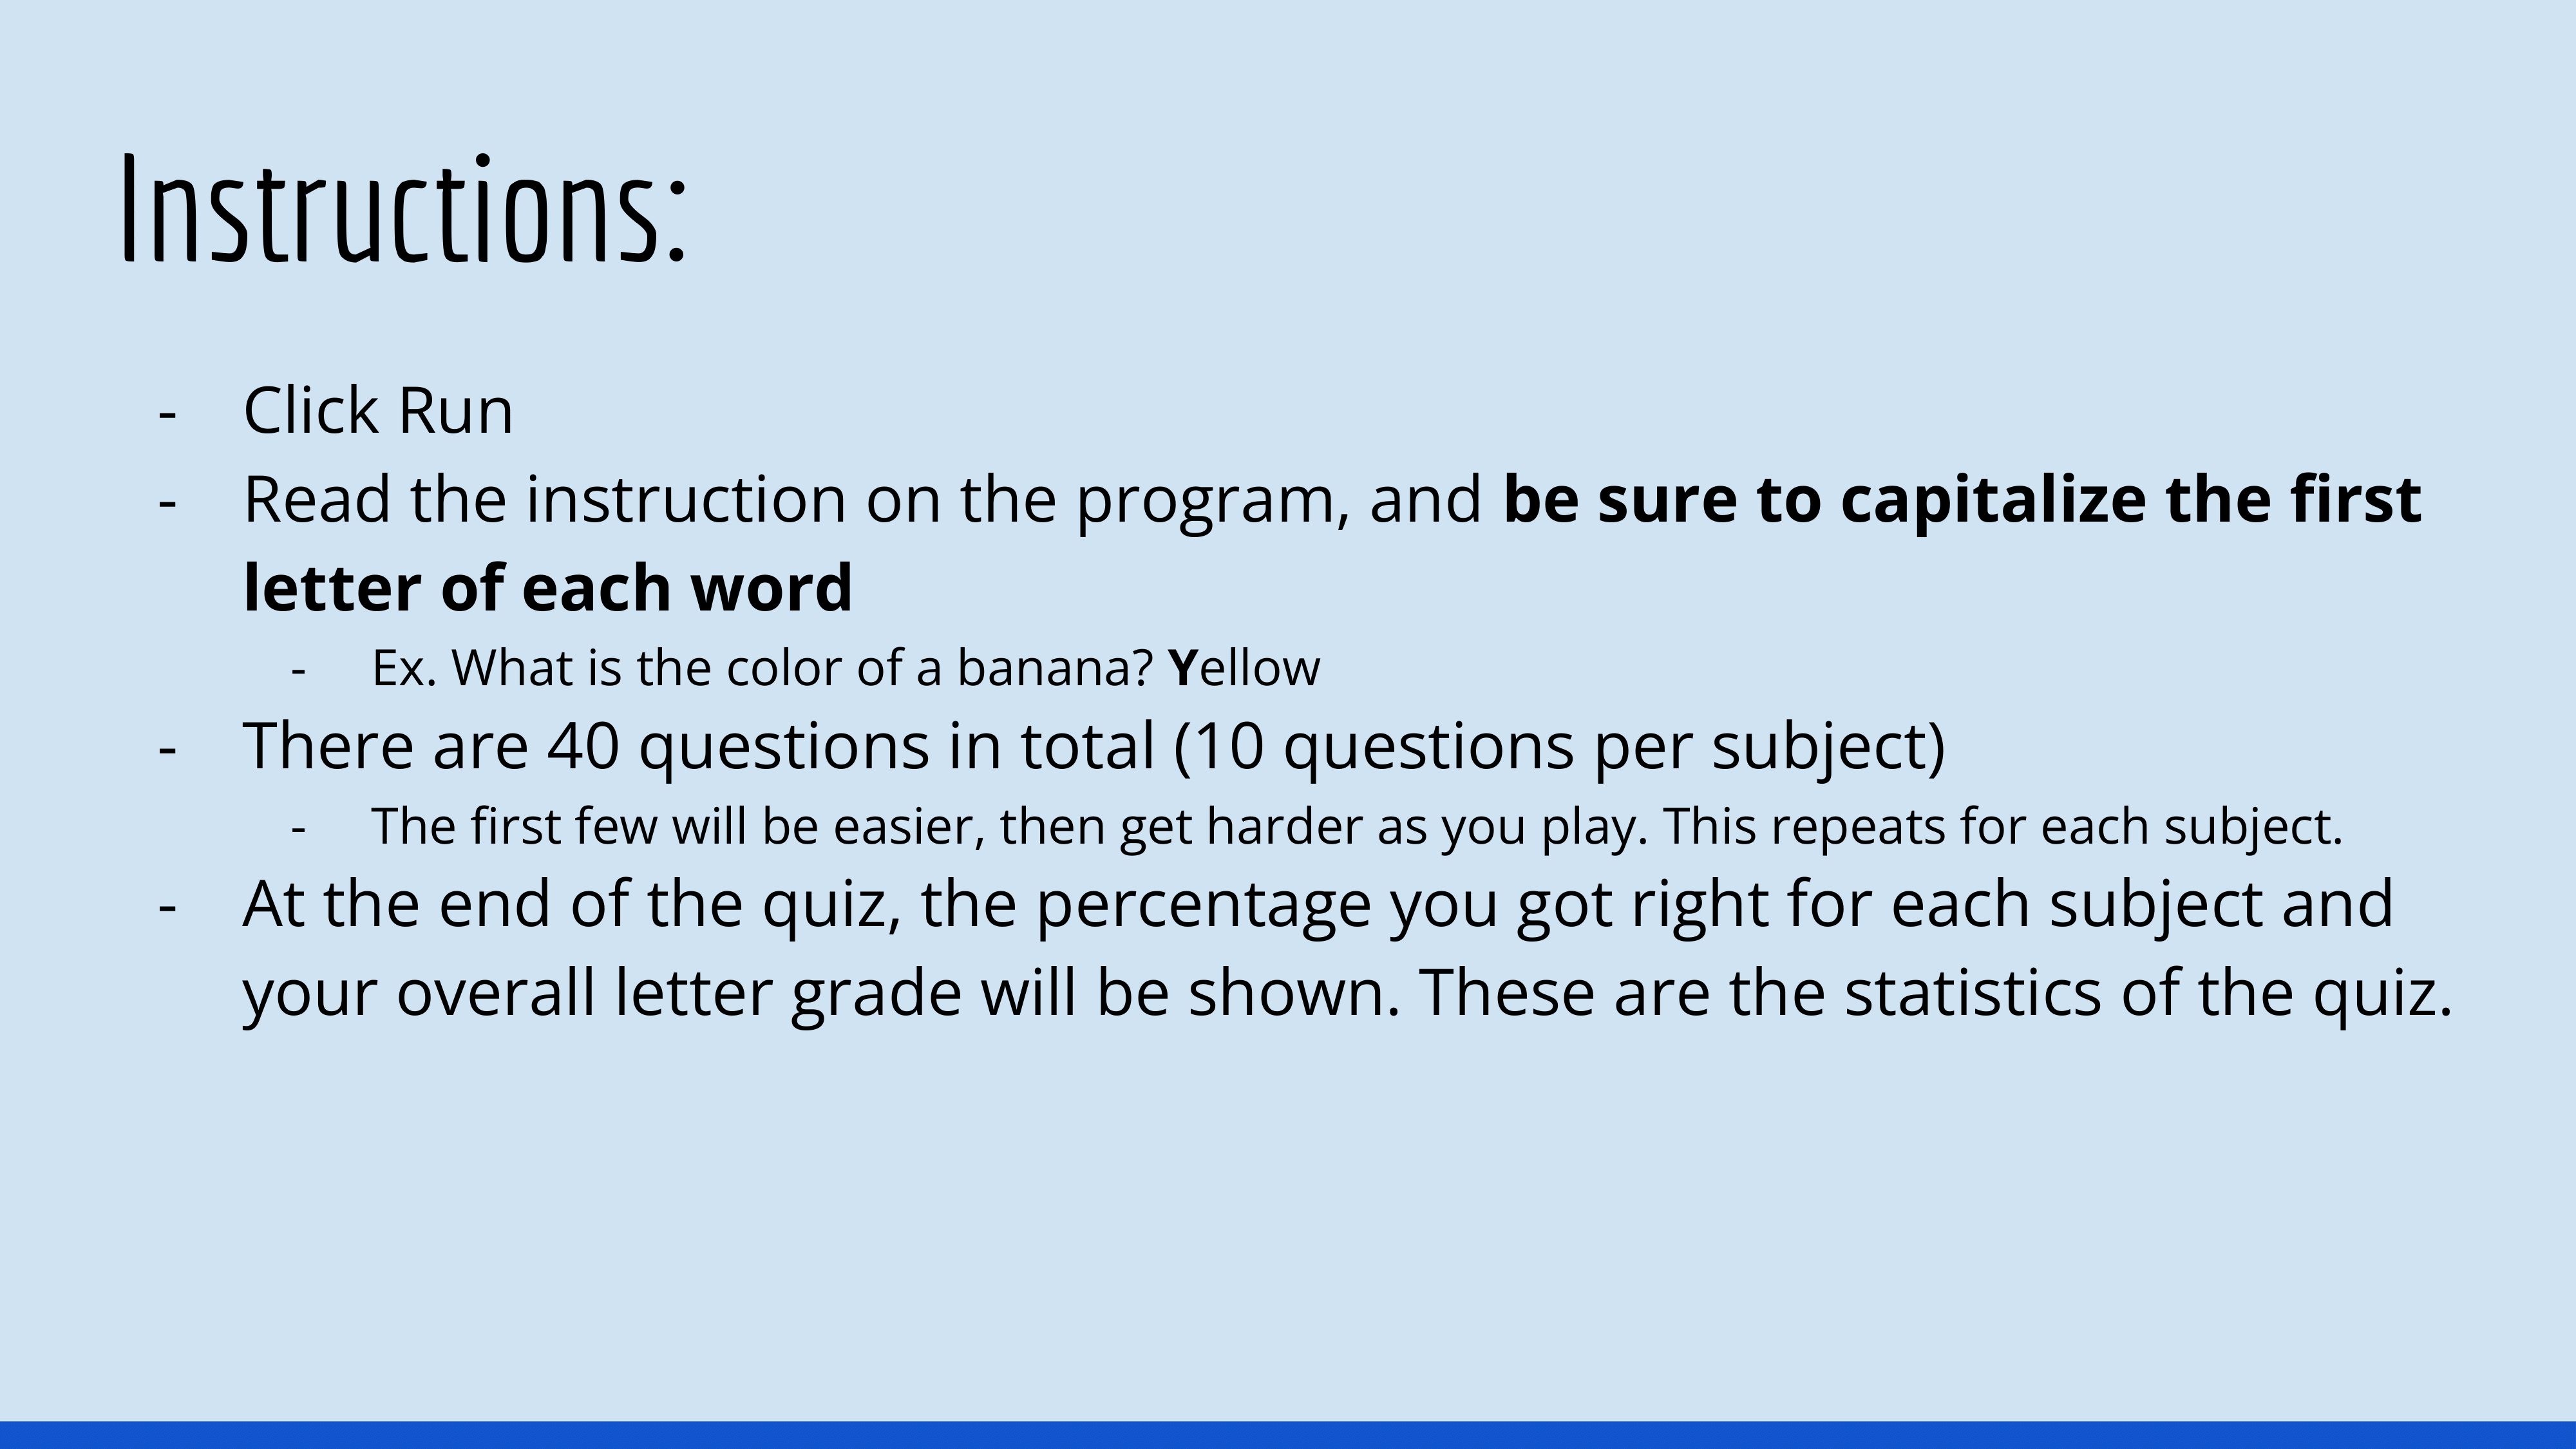 Instructions:
- Click Run
- Read the instruction on the program, and be sure to capitalize the first
letter of each word
- Ex. What is the color of a banana? Yellow
- There are 40 questions in total (10 questions per subject)
- The first few will be easier, then get harder as you play. This repeats for each subject.
- At the end of the quiz, the percentage you got right for each subject and
your overall letter grade will be shown. These are the statistics of the quiz.